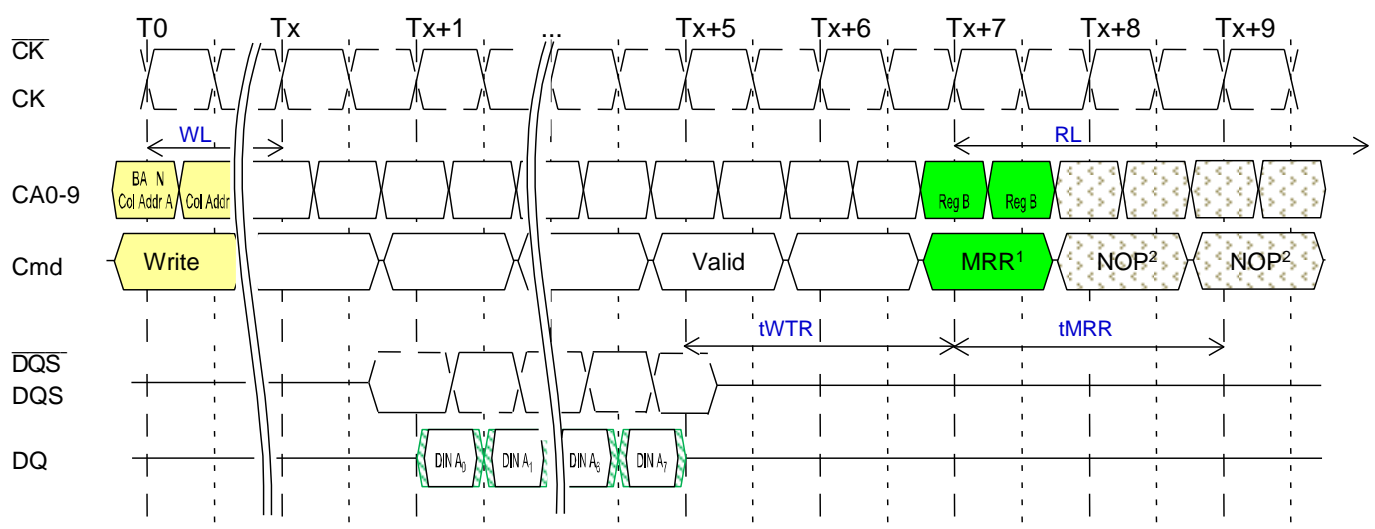 T0 Tx Tx+1 ... Tx+5 Tx+6 Tx+7 Tx+8 Tx+9
CK
CK
WL RL
CA0-9 BA N Col Addr A Col Addr Reg B Reg B
Cmd Write Valid MRR¹ NOP² NOP²
tWTR tMRR
DQS
DQS
DQ DIN A₀ DIN A₁ DIN A₆ DIN A₇